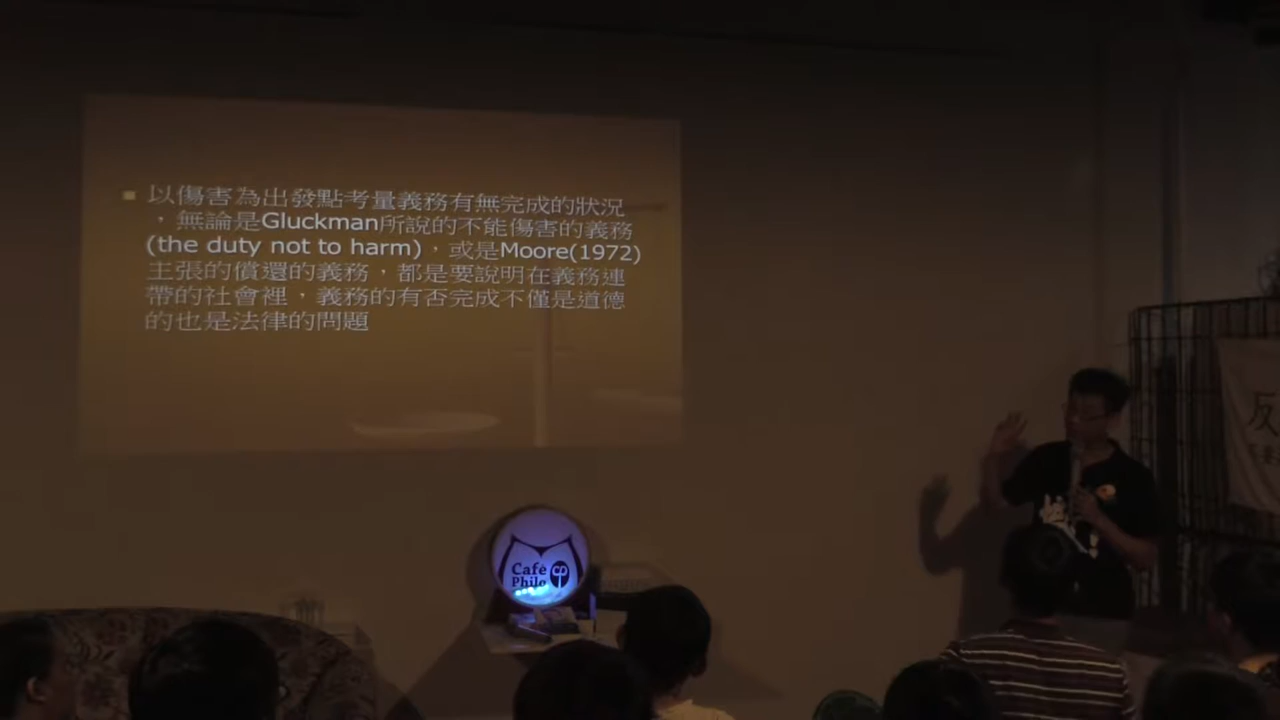 以傷害為出發點考量義務有無完成的狀況
，無論是Gluckman所說的不能傷害的義務
(the duty not to harm)，或是Moore(1972)
主張的償還的義務，都是要說明在義務連
帶的社會裡，義務的有否完成不僅是道德
的也是法律的問題
Café
Philo
反